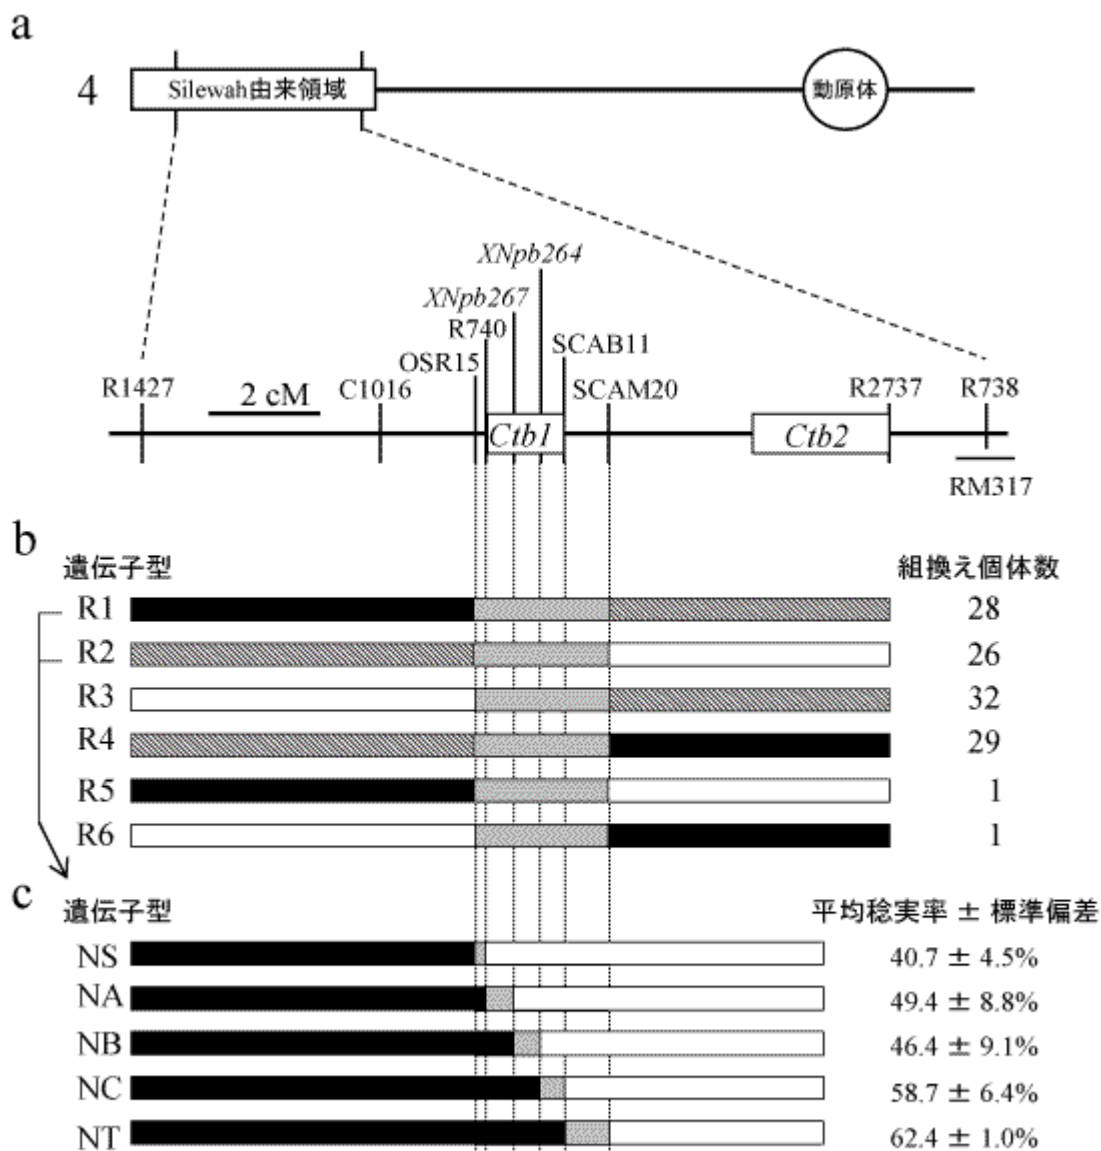 a
4
Silewah由来領域
動原体
XNpb264
XNpb267
R740
SCAB11
OSR15
R1427
2 cM
C1016
SCAM20
R2737
R738
Ctb1
Ctb2
RM317
b
遺伝子型
組換え個体数
R1
28
R2
26
R3
32
R4
29
R5
1
R6
1
c
遺伝子型
平均稔実率 ± 標準偏差
NS
40.7 ± 4.5%
NA
49.4 ± 8.8%
NB
46.4 ± 9.1%
NC
58.7 ± 6.4%
NT
62.4 ± 1.0%